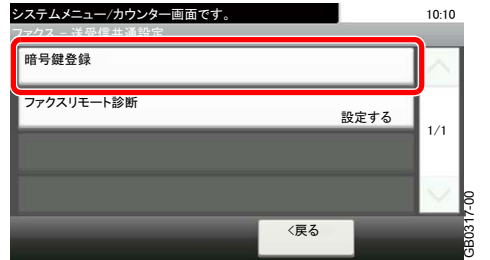 システムメニュー/カウンター画面です。 10:10
ファクス - 送受信共通設定
暗号鍵登録
ファクスリモート診断
設定する
1/1
<戻る
GB0317-00